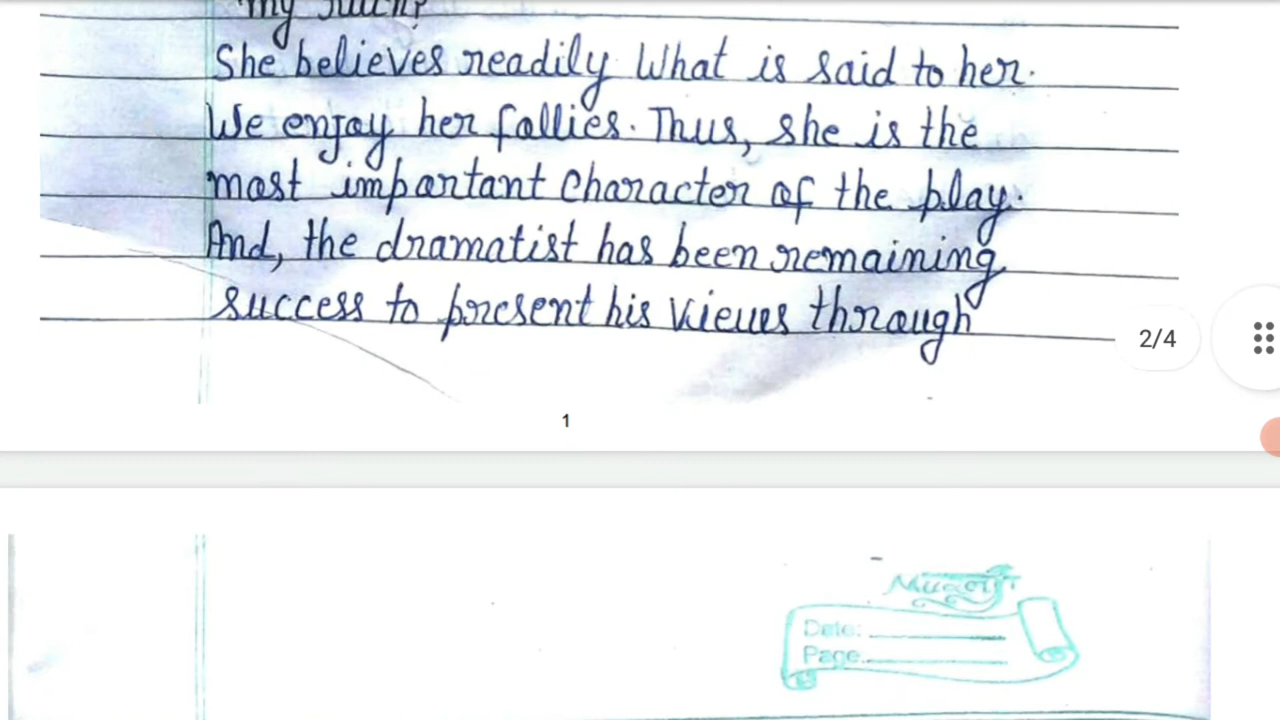 my
She believes readily What is said to her.
We enjoy her follies. Thus, she is the
most important Character of the play.
And, the dramatist has been remaining
success to present his views through
2/4
1
Date:
Page